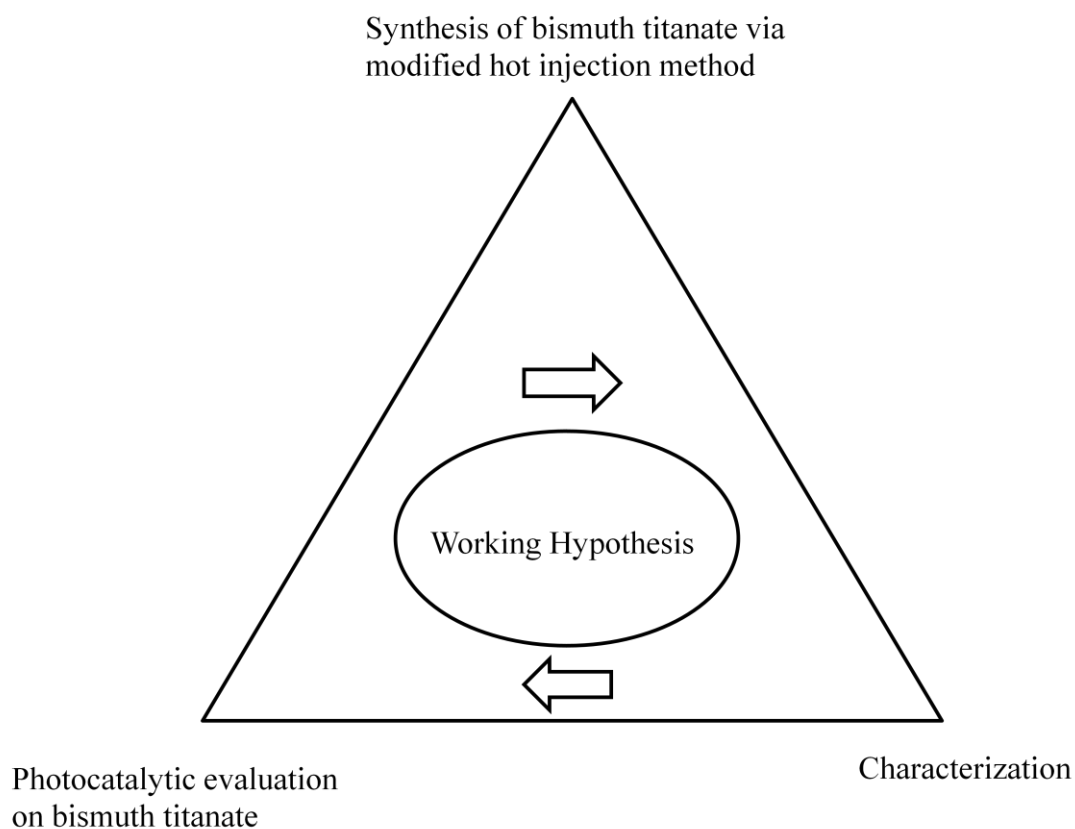 Synthesis of bismuth titanate via
modified hot injection method
Working Hypothesis
Photocatalytic evaluation
on bismuth titanate
Characterization